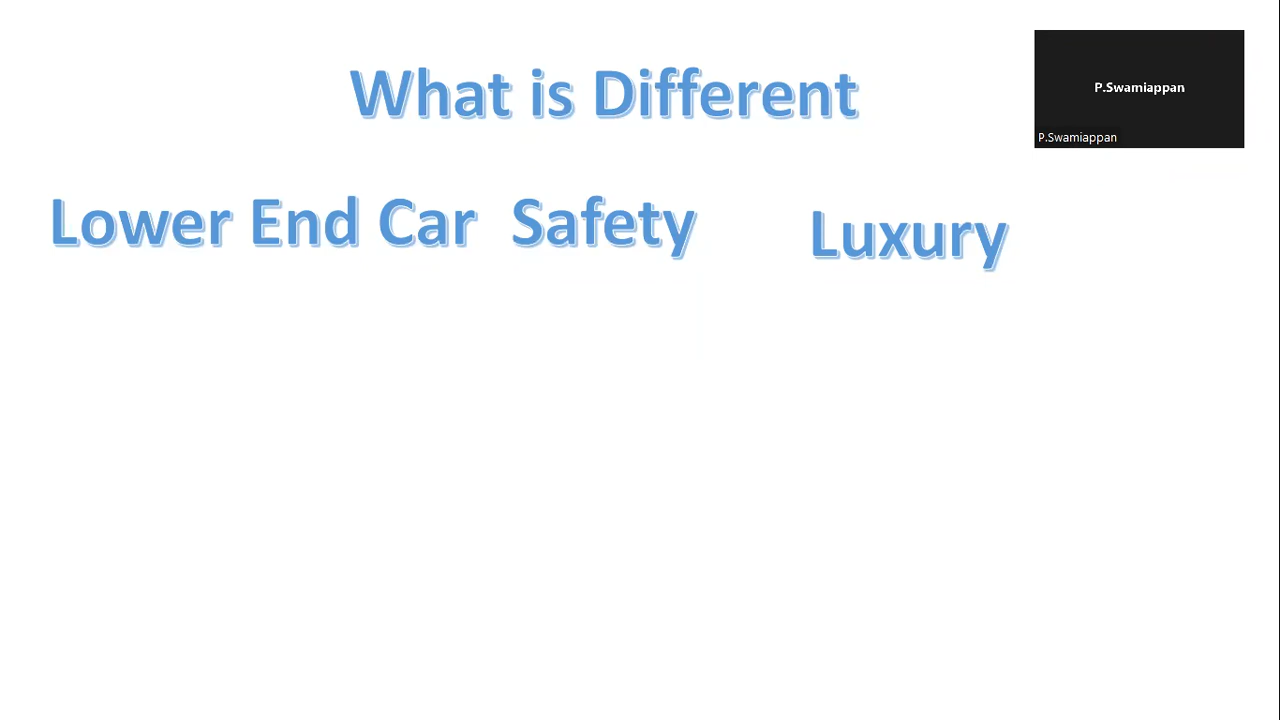 What is Different
P.Swamiappan
P.Swamiappan
Lower End Car Safety
Luxury